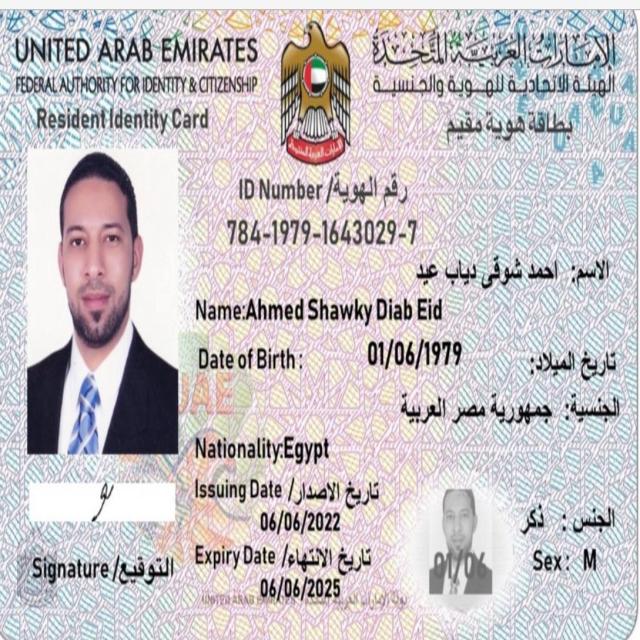 UNITED ARAB EMIRATES
الإمارات العربية المتحدة
FEDERAL AUTHORITY FOR IDENTITY & CITIZENSHIP
الهيئة الاتحادية للهوية والجنسية
Resident Identity Card
بطاقة هوية مقيم
ID Number / رقم الهوية
784-1979-1643029-7
الاسم: احمد شوقى دياب عيد
Name:Ahmed Shawky Diab Eid
Date of Birth : 01/06/1979 تاريخ الميلاد:
الجنسية: جمهورية مصر العربية
UAE
Nationality:Egypt
Issuing Date / تاريخ الاصدار
06/06/2022
الجنس : ذكر
Expiry Date / تاريخ الانتهاء
Sex : M
01/06
Signature / التوقيع
06/06/2025
UNITED ARAB EMIRATES